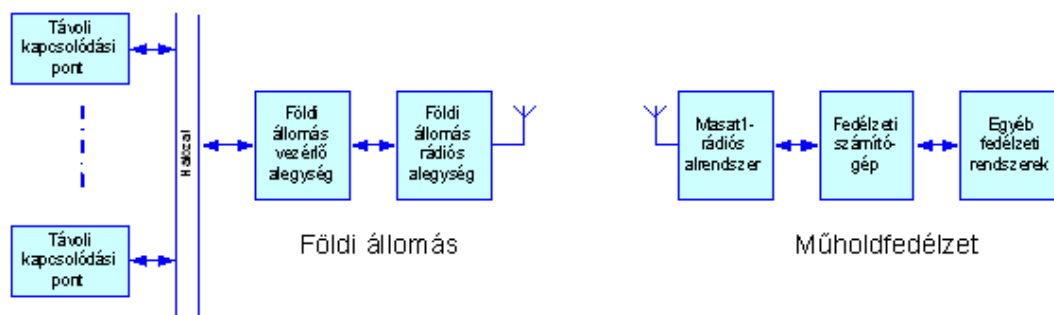 Távoli
kapcsolódási
pont
Hálózat
Földi
állomás
vezérlő
alegység
Földi
állomás
rádiós
alegység
Masat1-
rádiós
alrendszer
Fedélzeti
számító-
gép
Egyéb
fedélzeti
rendszerek
Távoli
kapcsolódási
pont
Földi állomás
Műholdfedélzet